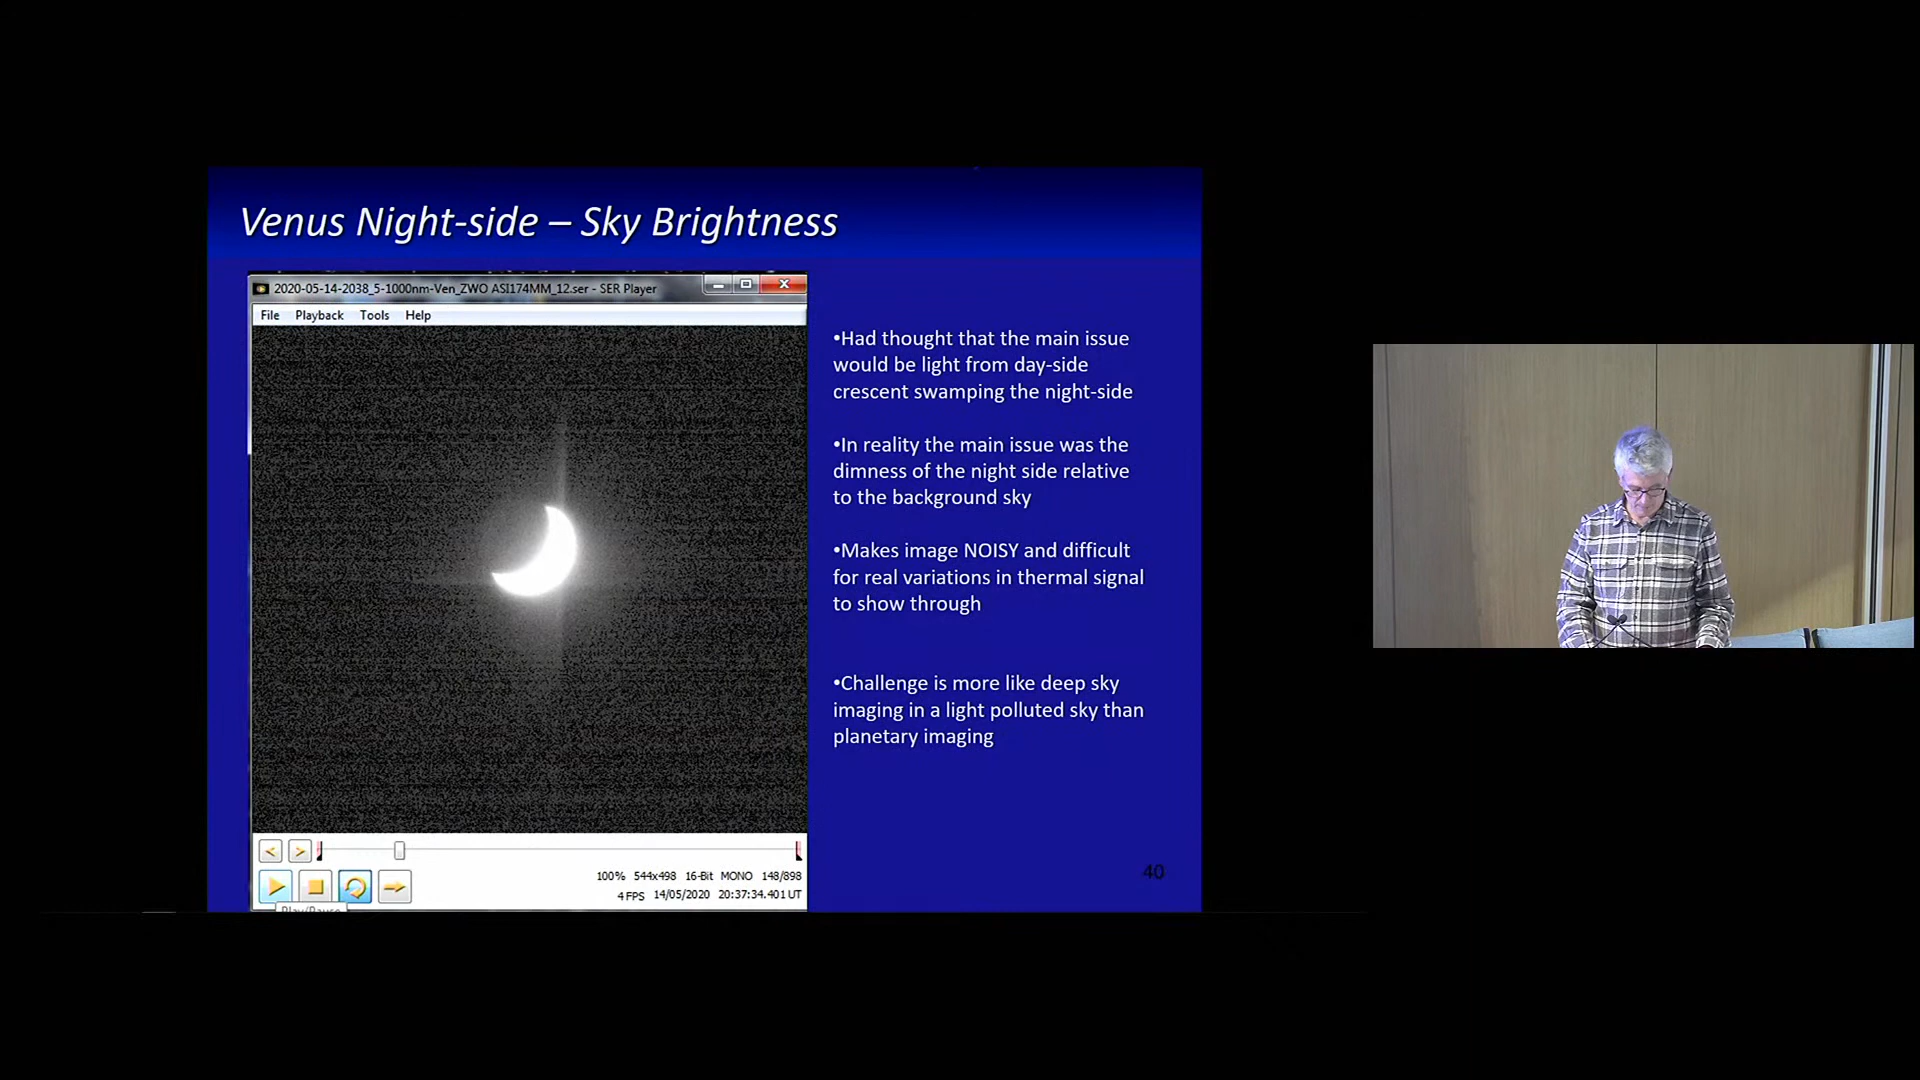 Venus Night-side – Sky Brightness
2020-05-14-2038_5-1000nm-Ven_ZWO ASI174MM_12.ser - SER Player
File Playback Tools Help
•Had thought that the main issue
would be light from day-side
crescent swamping the night-side
•In reality the main issue was the
dimness of the night side relative
to the background sky
•Makes image NOISY and difficult
for real variations in thermal signal
to show through
•Challenge is more like deep sky
imaging in a light polluted sky than
planetary imaging
100% 544x498 16-Bit MONO 148/898
4 FPS 14/05/2020 20:37:34.401 UT
Play/Pause
40